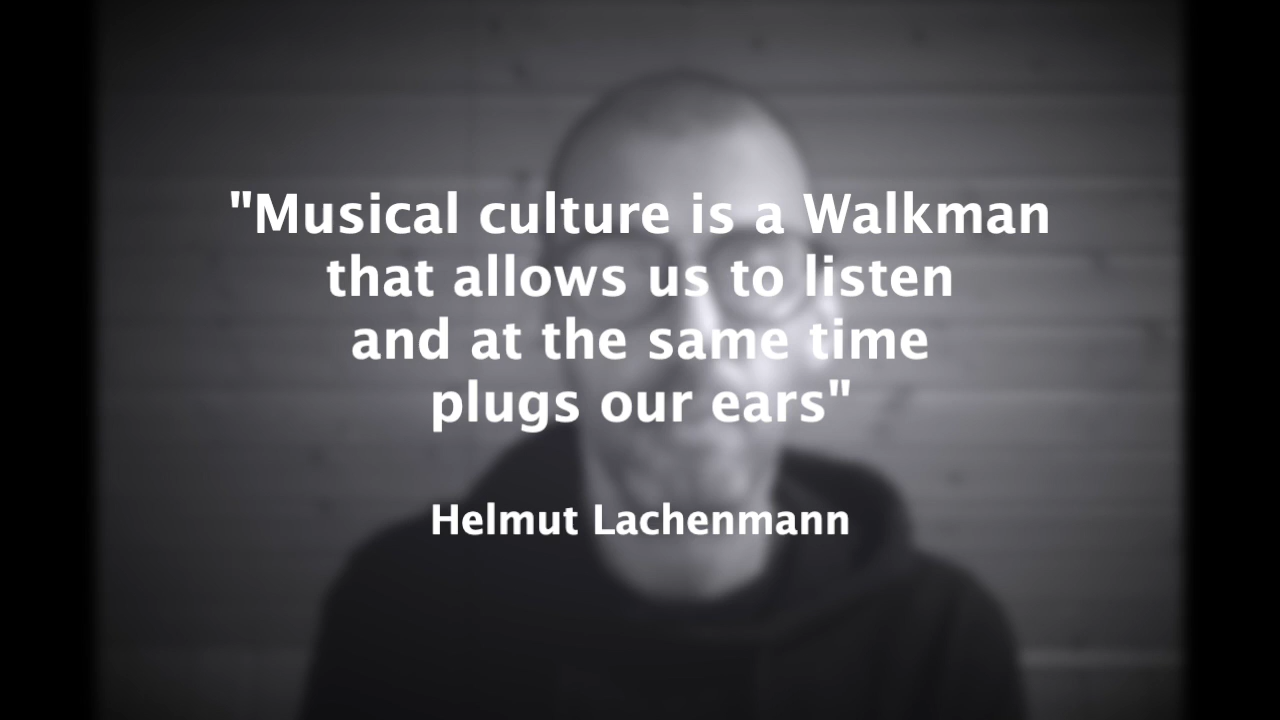 "Musical culture is a Walkman
that allows us to listen
and at the same time
plugs our ears"
Helmut Lachenmann